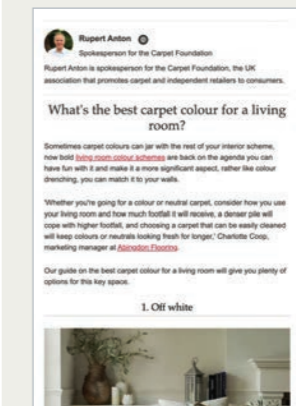 Rupert Anton
Spokesperson for the Carpet Foundation
Rupert Anton is spokesperson for the Carpet Foundation, the UK
association that promotes carpet and independent retailers to consumers.
What's the best carpet colour for a living
room?
Sometimes carpet colours can jar with the rest of your interior scheme,
now bold living room colour schemes are back on the agenda you can
have fun with it and make it a more significant aspect, rather like colour
drenching, you can match it to your walls.
'Whether you're going for a colour or neutral carpet, consider how you use
your living room and how much footfall it will receive, a denser pile will
cope with higher footfall, and choosing a carpet that can be easily cleaned
will keep colours or neutrals looking fresh for longer,' Charlotte Coop,
marketing manager at Abingdon Flooring.
Our guide on the best carpet colour for a living room will give you plenty of
options for this key space.
1. Off white